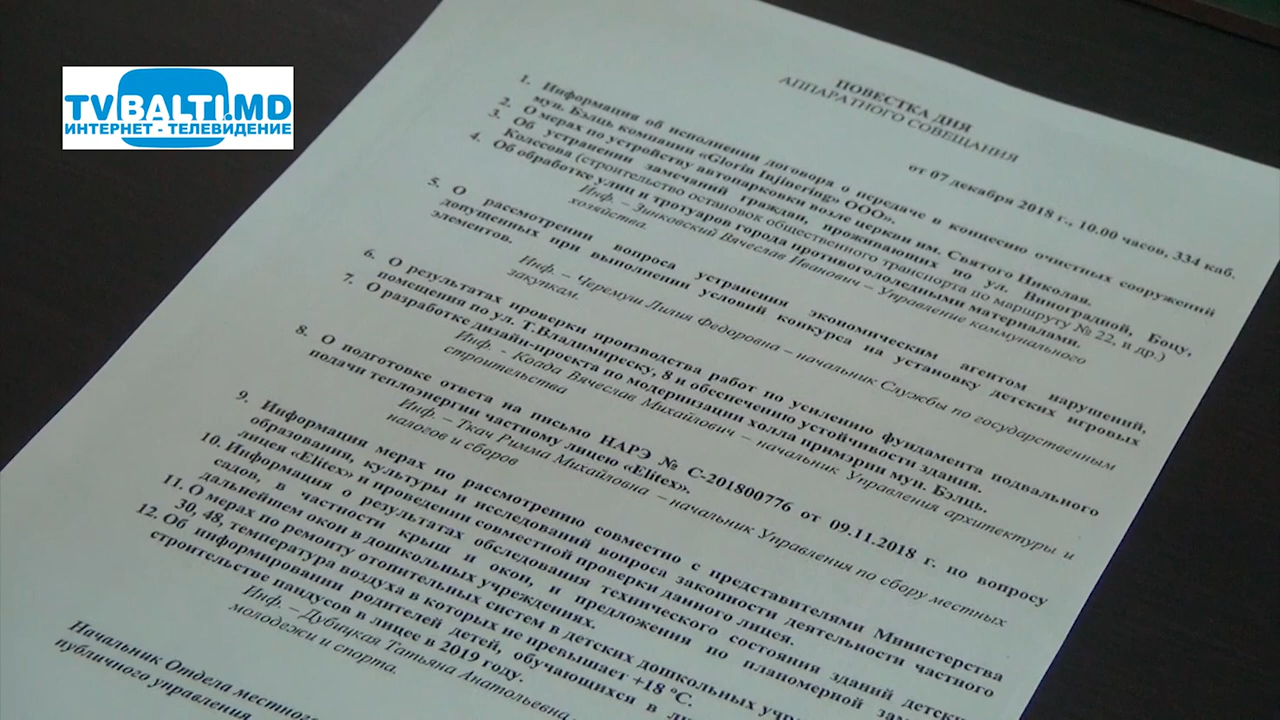 TVBALTI.MD
ИНТЕРНЕТ - ТЕЛЕВИДЕНИЕ
ПОВЕСТКА ДНЯ
АППАРАТНОГО СОВЕЩАНИЯ
от 07 декабря 2018 г., 10.00 часов, 334 каб.
1. Информация об исполнении договора о передаче в концесию очистных сооружений
мун. Бэлць компании «Glorin Injinering» ООО».
2. О мерах по устройству автопарковки возле церкви им. Святого Николая.
3. Об устранении замечаний граждан, проживающих по ул. Виноградной, Боцу,
Колесова (строительство остановок общественного транспорта по маршруту № 22, и др.)
4. Об обработке улиц и тротуаров города противогололедными материалами.
Инф. – Зинковский Вячеслав Иванович – Управление коммунального
хозяйства.
5. О рассмотрении вопроса устранения экономическим агентом нарушений,
допущенных при выполнении условий конкурса на установку детских игровых
элементов.
Инф. – Черемуш Лилия Федоровна – начальник Службы по государственным
закупкам.
6. О результатах проверки производства работ по усилению фундамента подвального
помещения по ул. Т.Владимиреску, 8 и обеспечению устойчивости здания.
7. О разработке дизайн-проекта по модернизации холла примэрии мун. Бэлць.
Инф. - Коада Вячеслав Михайлович – начальник Управления архитектуры и
строительства
8. О подготовке ответа на письмо НАРЭ № С-201800776 от 09.11.2018 г. по вопросу
подачи теплоэнергии частному лицею «Elitex».
Инф. – Ткач Римма Михайловна – начальник Управления по сбору местных
налогов и сборов
9. Информация мерах по рассмотрению совместно с представителями Министерства
образования, культуры и исследований вопроса законности деятельности частного
лицея «Elitex» и проведении совместной проверки данного лицея.
10. Информация о результатах обследования технического состояния зданий детских
садов, в частности крыш и окон, и предложения по планомерной
дальнейшем окон в дошкольных учреждениях.
11. О мерах по ремонту отопительных систем в детских дошкольных
30, 48, температура воздуха в которых не превышает +18 °С.
12. Об информировании родителей детей, обучающихся в
строительстве пандусов в лицее в 2019 году.
Инф. – Дубицкая Татьяна Анатольевна
молодежи и спорта.
Начальник Отдела местного
публичного управления